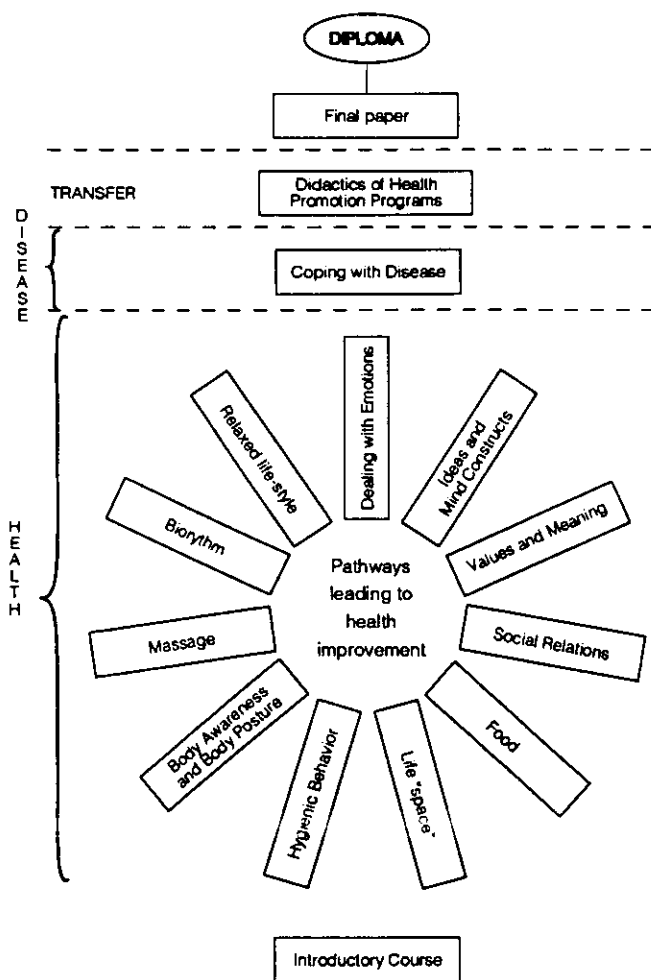 DIPLOMA
Final paper
TRANSFER
Didactics of Health
Promotion Programs
DISEASE
Coping with Disease
HEALTH
Dealing with Emotions
Ideas and
Mind Constructs
Values and Meaning
Social Relations
Food
Life "space"
Hygienic Behavior
Body Awareness
and Body Posture
Massage
Biorythm
Relaxed life-style
Pathways
leading to
health
improvement
Introductory Course